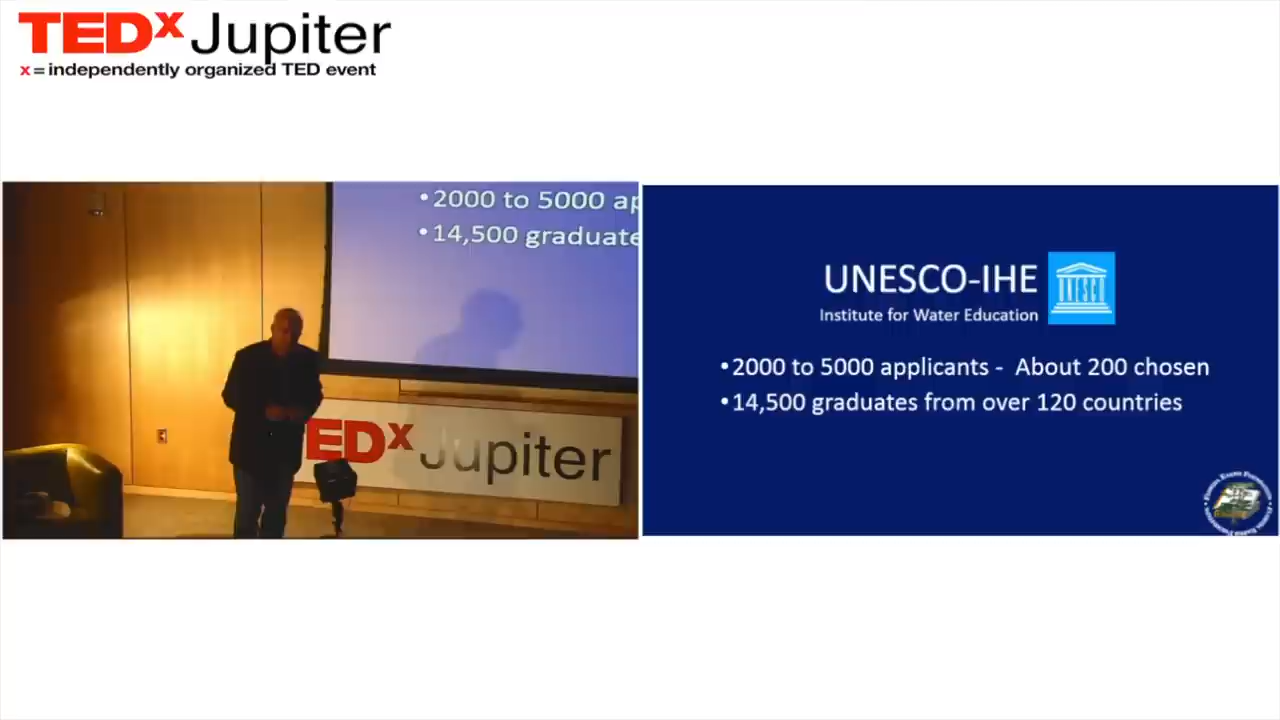 TEDx Jupiter
x = independently organized TED event
•2000 to 5000 ap
•14,500 graduate
TEDx Jupiter
UNESCO-IHE
UNESCO
Institute for Water Education
•2000 to 5000 applicants - About 200 chosen
•14,500 graduates from over 120 countries